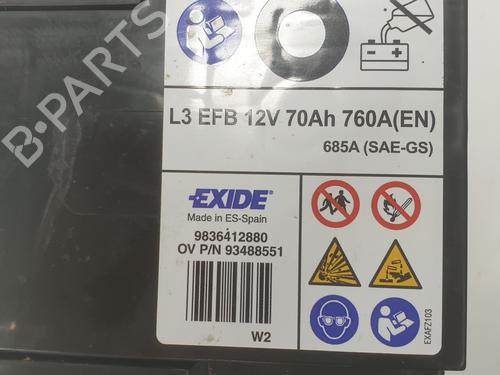 B-PARTS
L3 EFB 12V 70Ah 760A(EN)
685A (SAE-GS)
EXIDE
Made in ES-Spain
9836412880
OV P/N 93488551
W2
EXAFZ103